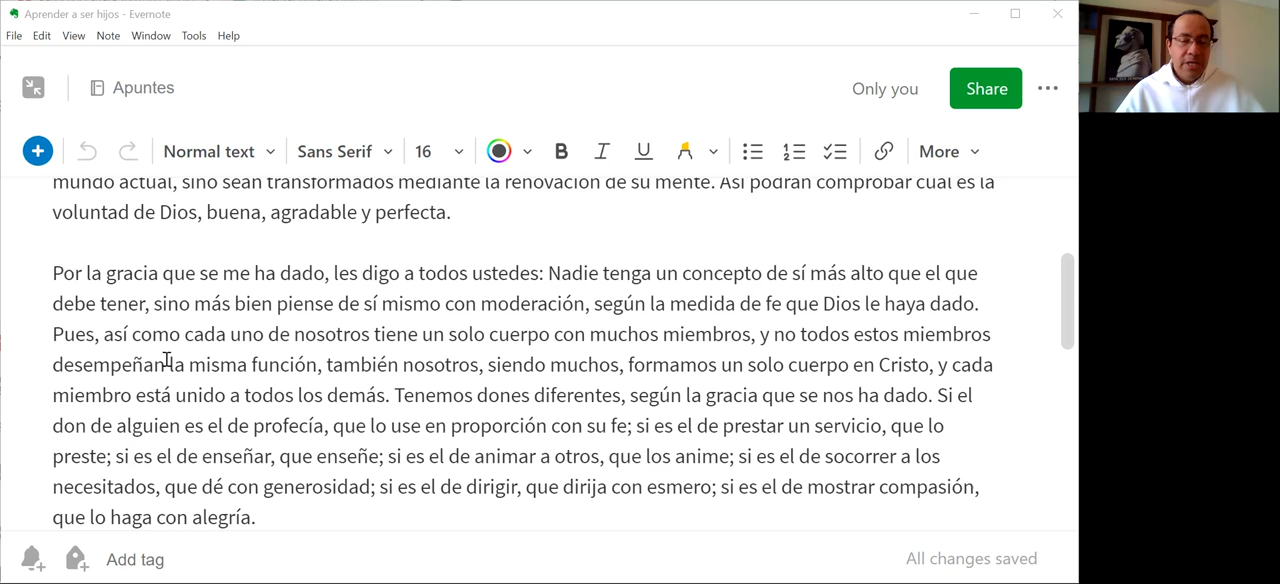 Aprender a ser hijos - Evernote
File Edit View Note Window Tools Help
Apuntes
Only you
Share
Normal text
Sans Serif
16
B I U
More
mundo actual, sino sean transformados mediante la renovación de su mente. Así podrán comprobar cuál es la
voluntad de Dios, buena, agradable y perfecta.
Por la gracia que se me ha dado, les digo a todos ustedes: Nadie tenga un concepto de sí más alto que el que
debe tener, sino más bien piense de sí mismo con moderación, según la medida de fe que Dios le haya dado.
Pues, así como cada uno de nosotros tiene un solo cuerpo con muchos miembros, y no todos estos miembros
desempeñan la misma función, también nosotros, siendo muchos, formamos un solo cuerpo en Cristo, y cada
miembro está unido a todos los demás. Tenemos dones diferentes, según la gracia que se nos ha dado. Si el
don de alguien es el de profecía, que lo use en proporción con su fe; si es el de prestar un servicio, que lo
preste; si es el de enseñar, que enseñe; si es el de animar a otros, que los anime; si es el de socorrer a los
necesitados, que dé con generosidad; si es el de dirigir, que dirija con esmero; si es el de mostrar compasión,
que lo haga con alegría.
Add tag
All changes saved